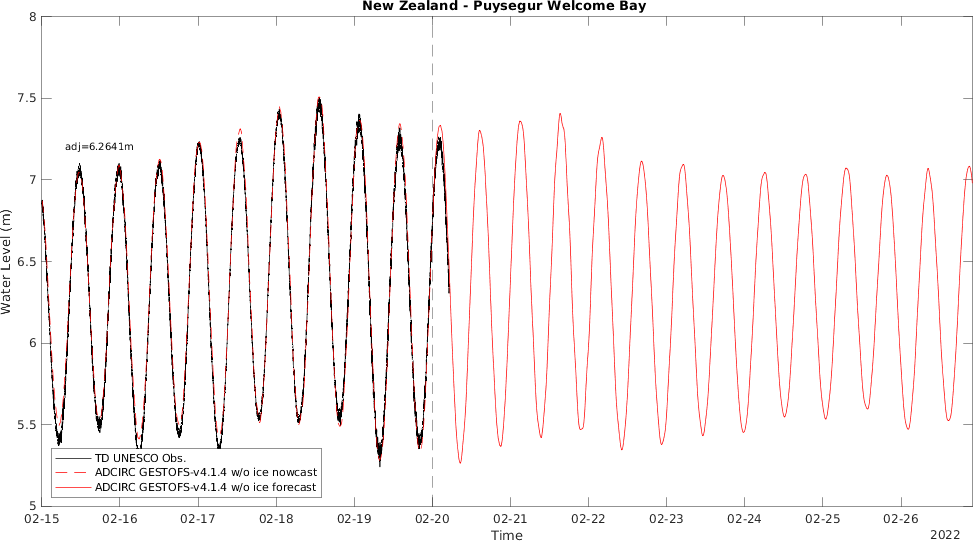 New Zealand - Puysegur Welcome Bay
8
7.5
7
6.5
6
5.5
5
Water Level (m)
adj=6.2641m
TD UNESCO Obs.
ADCIRC GESTOFS-v4.1.4 w/o ice nowcast
ADCIRC GESTOFS-v4.1.4 w/o ice forecast
02-15 02-16 02-17 02-18 02-19 02-20 02-21 02-22 02-23 02-24 02-25 02-26
Time
2022